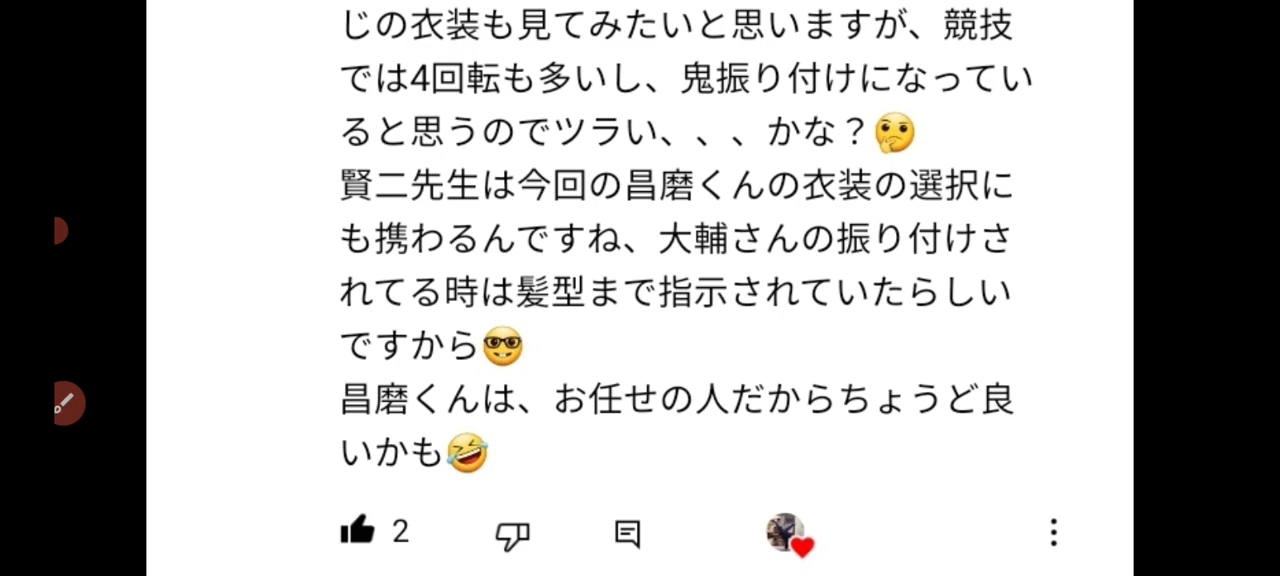 じの衣装も見てみたいと思いますが、競技
では4回転も多いし、鬼振り付けになってい
ると思うのでツラい、、、かな？🤔
賢二先生は今回の昌磨くんの衣装の選択に
も携わるんですね、大輔さんの振り付けさ
れてる時は髪型まで指示されていたらしい
ですから🤓
昌磨くんは、お任せの人だからちょうど良
いかも🤣
2